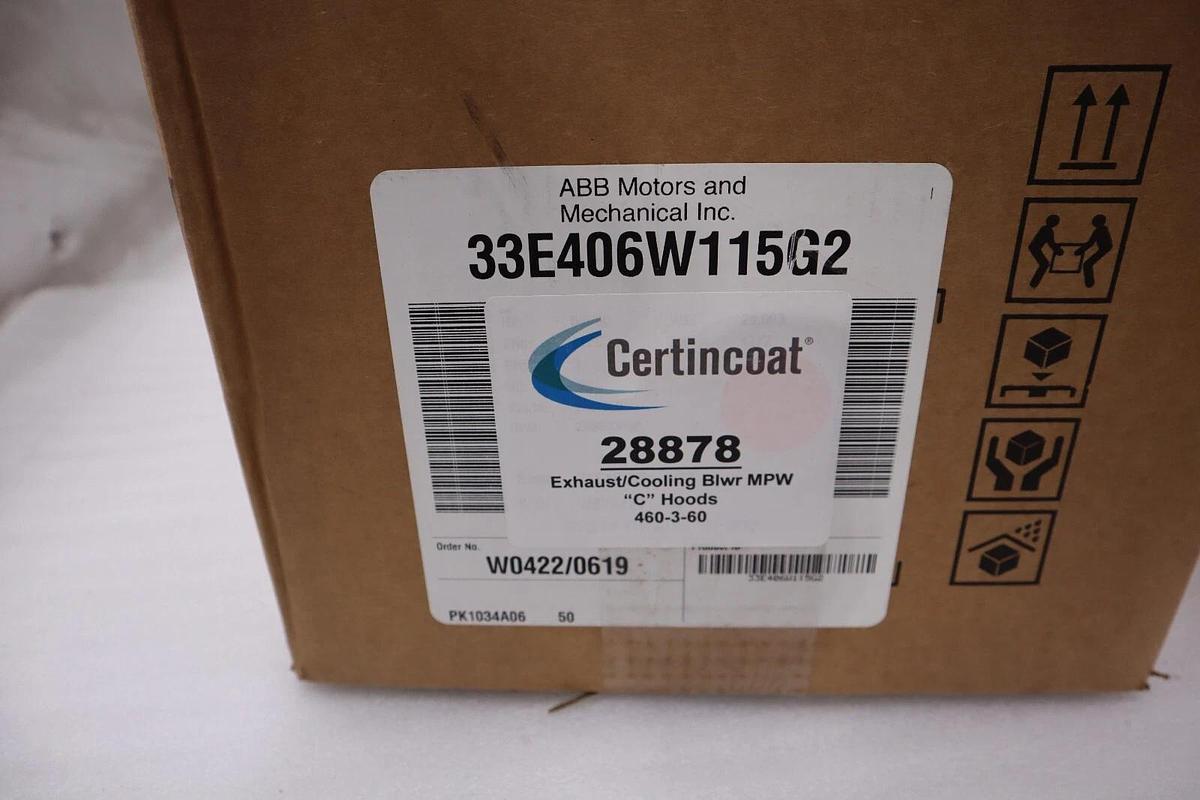 ABB Motors and
Mechanical Inc.
33E406W115G2
Certincoat®
28878
Exhaust/Cooling Blwr MPW
“C” Hoods
460-3-60
Order No.
W0422/0619
33E406W115G2
PK1034A06 50